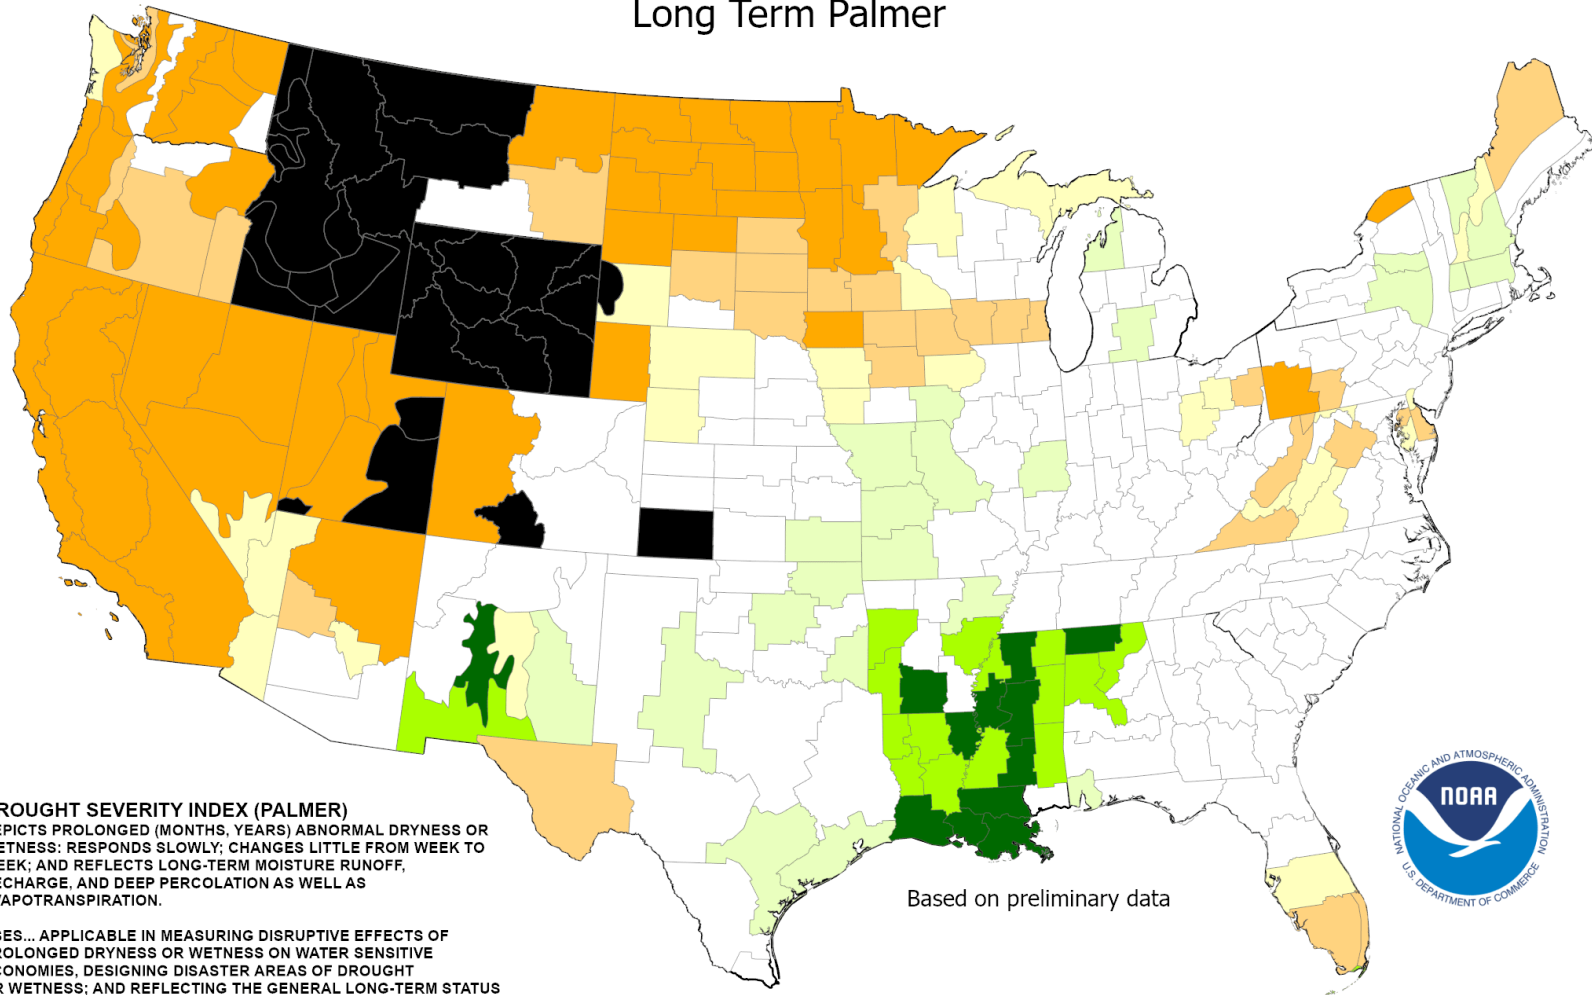 Long Term Palmer
ROUGHT SEVERITY INDEX (PALMER)
EPICTS PROLONGED (MONTHS, YEARS) ABNORMAL DRYNESS OR
ETNESS: RESPONDS SLOWLY; CHANGES LITTLE FROM WEEK TO
EEK; AND REFLECTS LONG-TERM MOISTURE RUNOFF,
ECHARGE, AND DEEP PERCOLATION AS WELL AS
VAPOTRANSPIRATION.
SES... APPLICABLE IN MEASURING DISRUPTIVE EFFECTS OF
ROLONGED DRYNESS OR WETNESS ON WATER SENSITIVE
CONOMIES, DESIGNING DISASTER AREAS OF DROUGHT
R WETNESS; AND REFLECTING THE GENERAL LONG-TERM STATUS
Based on preliminary data
NATIONAL OCEANIC AND ATMOSPHERIC ADMINISTRATION
NOAA
U.S. DEPARTMENT OF COMMERCE